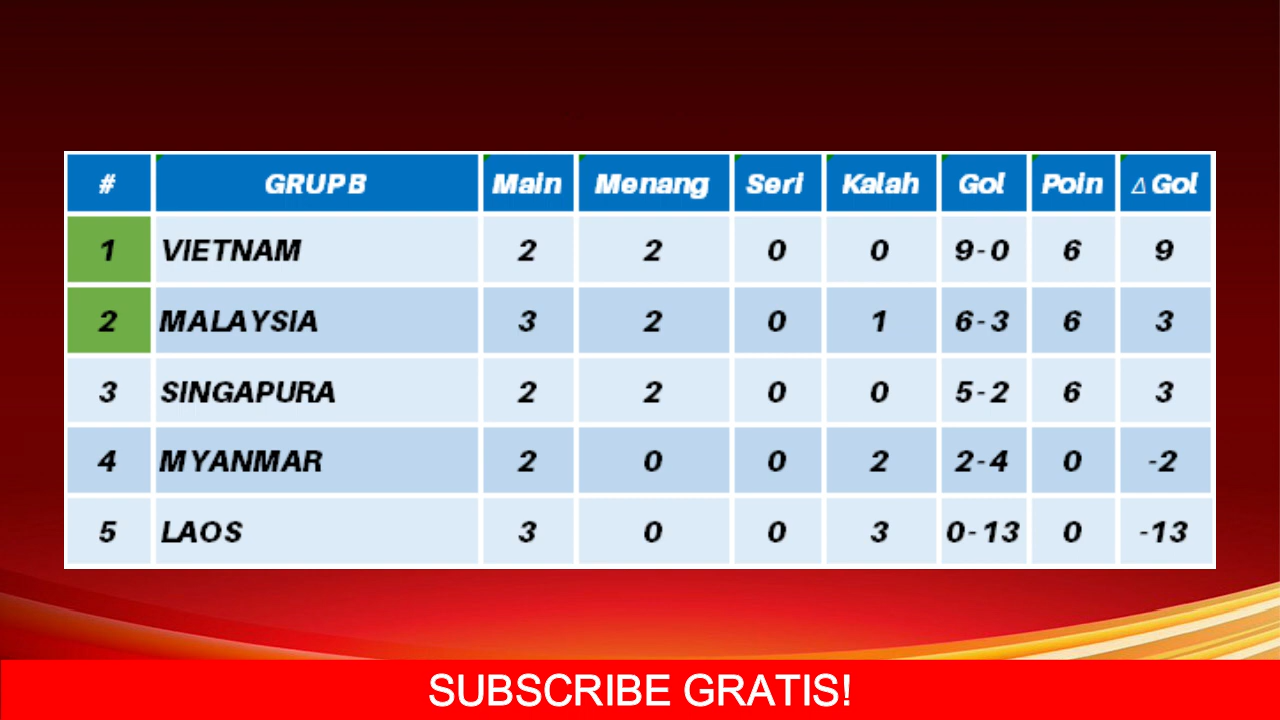 # GRUP B Main Menang Seri Kalah Gol Poin Δ Gol
1 VIETNAM 2 2 0 0 9-0 6 9
2 MALAYSIA 3 2 0 1 6-3 6 3
3 SINGAPURA 2 2 0 0 5-2 6 3
4 MYANMAR 2 0 0 2 2-4 0 -2
5 LAOS 3 0 0 3 0-13 0 -13
SUBSCRIBE GRATIS!